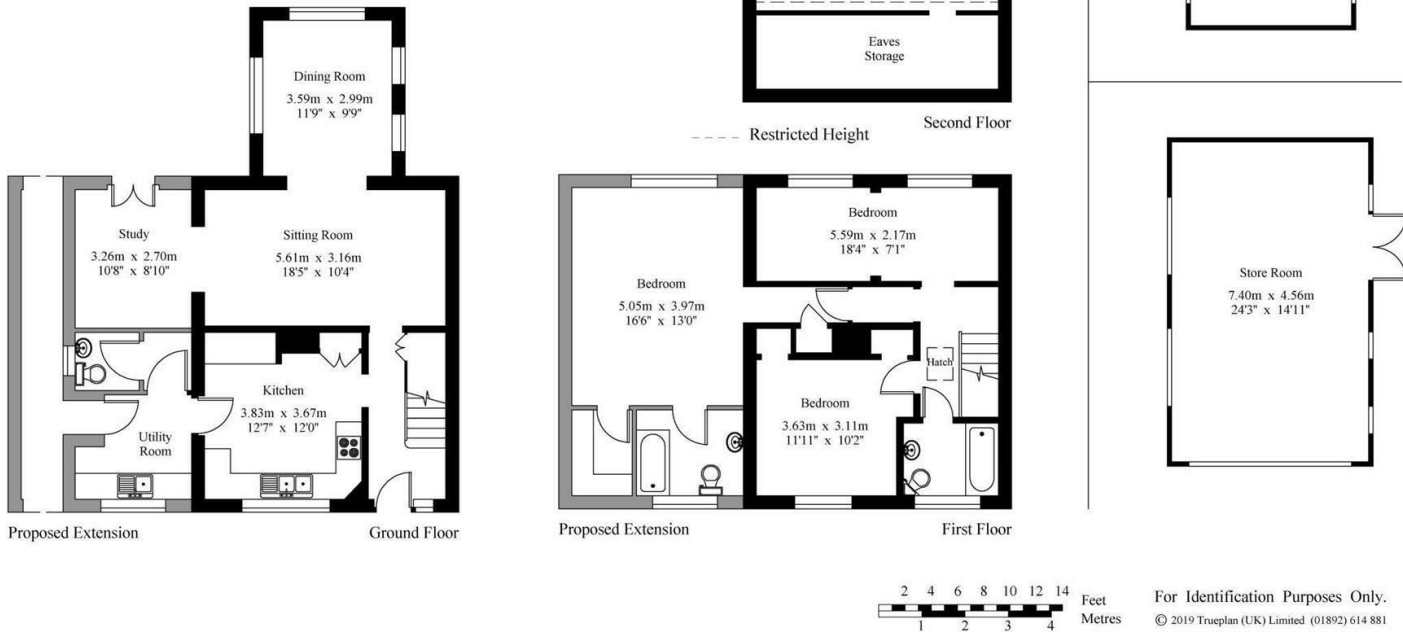 Dining Room
3.59m x 2.99m
11'9" x 9'9"
Study
3.26m x 2.70m
10'8" x 8'10"
Sitting Room
5.61m x 3.16m
18'5" x 10'4"
Kitchen
3.83m x 3.67m
12'7" x 12'0"
Utility
Room
Proposed Extension
Ground Floor
Eaves
Storage
Second Floor
Restricted Height
Bedroom
5.59m x 2.17m
18'4" x 7'1"
Bedroom
5.05m x 3.97m
16'6" x 13'0"
Hatch
Bedroom
3.63m x 3.11m
11'11" x 10'2"
Proposed Extension
First Floor
Store Room
7.40m x 4.56m
24'3" x 14'11"
2 4 6 8 10 12 14
Feet
Metres
1 2 3 4
For Identification Purposes Only.
© 2019 Trueplan (UK) Limited (01892) 614 881